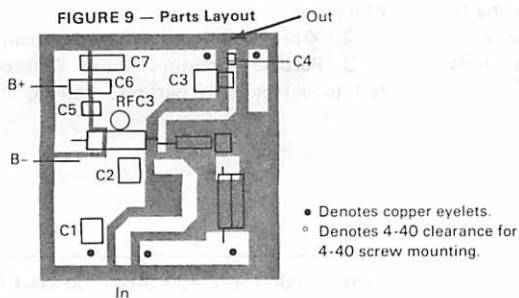 FIGURE 9 — Parts Layout
Out
C7
C4
C3
B+
C6
C5
RFC3
B–
C2
C1
• Denotes copper eyelets.
○ Denotes 4-40 clearance for
4-40 screw mounting.
In